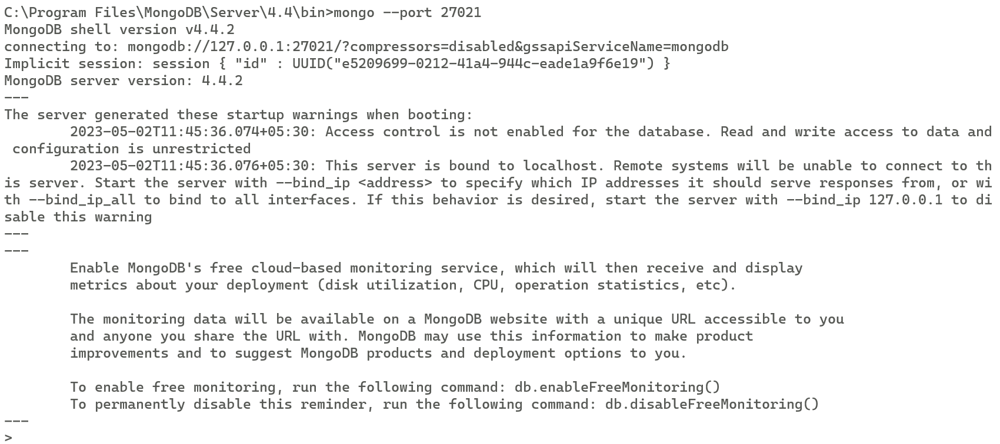 C:\Program Files\MongoDB\Server\4.4\bin>mongo --port 27021
MongoDB shell version v4.4.2
connecting to: mongodb://127.0.0.1:27021/?compressors=disabled&gssapiServiceName=mongodb
Implicit session: session { "id" : UUID("e5209699-0212-41a4-944c-eade1a9f6e19") }
MongoDB server version: 4.4.2
---
The server generated these startup warnings when booting:
        2023-05-02T11:45:36.074+05:30: Access control is not enabled for the database. Read and write access to data and
 configuration is unrestricted
        2023-05-02T11:45:36.076+05:30: This server is bound to localhost. Remote systems will be unable to connect to th
is server. Start the server with --bind_ip <address> to specify which IP addresses it should serve responses from, or wi
th --bind_ip_all to bind to all interfaces. If this behavior is desired, start the server with --bind_ip 127.0.0.1 to di
sable this warning
---
---
        Enable MongoDB's free cloud-based monitoring service, which will then receive and display
        metrics about your deployment (disk utilization, CPU, operation statistics, etc).

        The monitoring data will be available on a MongoDB website with a unique URL accessible to you
        and anyone you share the URL with. MongoDB may use this information to make product
        improvements and to suggest MongoDB products and deployment options to you.

        To enable free monitoring, run the following command: db.enableFreeMonitoring()
        To permanently disable this reminder, run the following command: db.disableFreeMonitoring()
---
>